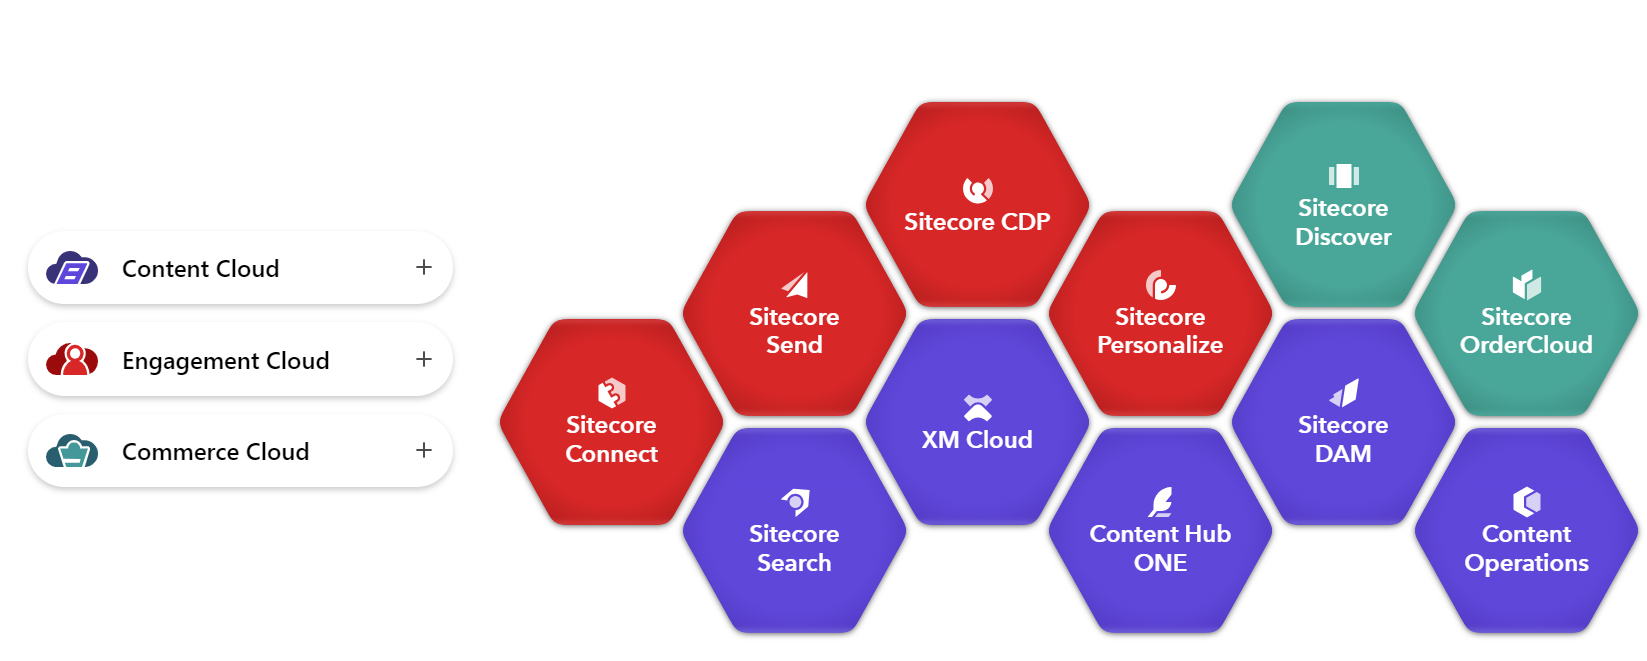 Content Cloud
Engagement Cloud
Commerce Cloud
Sitecore CDP
Sitecore
Discover
Sitecore
Send
Sitecore
Personalize
Sitecore
OrderCloud
Sitecore
Connect
XM Cloud
Sitecore
DAM
Sitecore
Search
Content Hub
ONE
Content
Operations